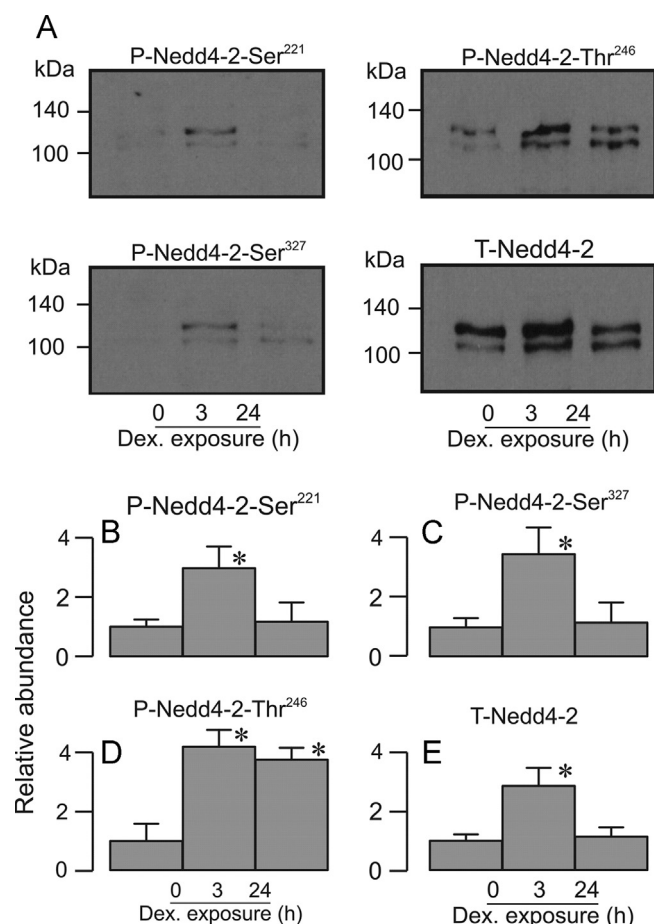 A
P-Nedd4-2-Ser²²¹
kDa
140
100
P-Nedd4-2-Thr²⁴⁶
kDa
140
100
P-Nedd4-2-Ser³²⁷
kDa
140
100
0 3 24
Dex. exposure (h)
T-Nedd4-2
kDa
140
100
0 3 24
Dex. exposure (h)
Relative abundance
P-Nedd4-2-Ser²²¹
B
4
2
0
*
P-Nedd4-2-Ser³²⁷
C
4
2
0
*
P-Nedd4-2-Thr²⁴⁶
D
4
2
0
* *
0 3 24
Dex. exposure (h)
T-Nedd4-2
E
4
2
0
*
0 3 24
Dex. exposure (h)